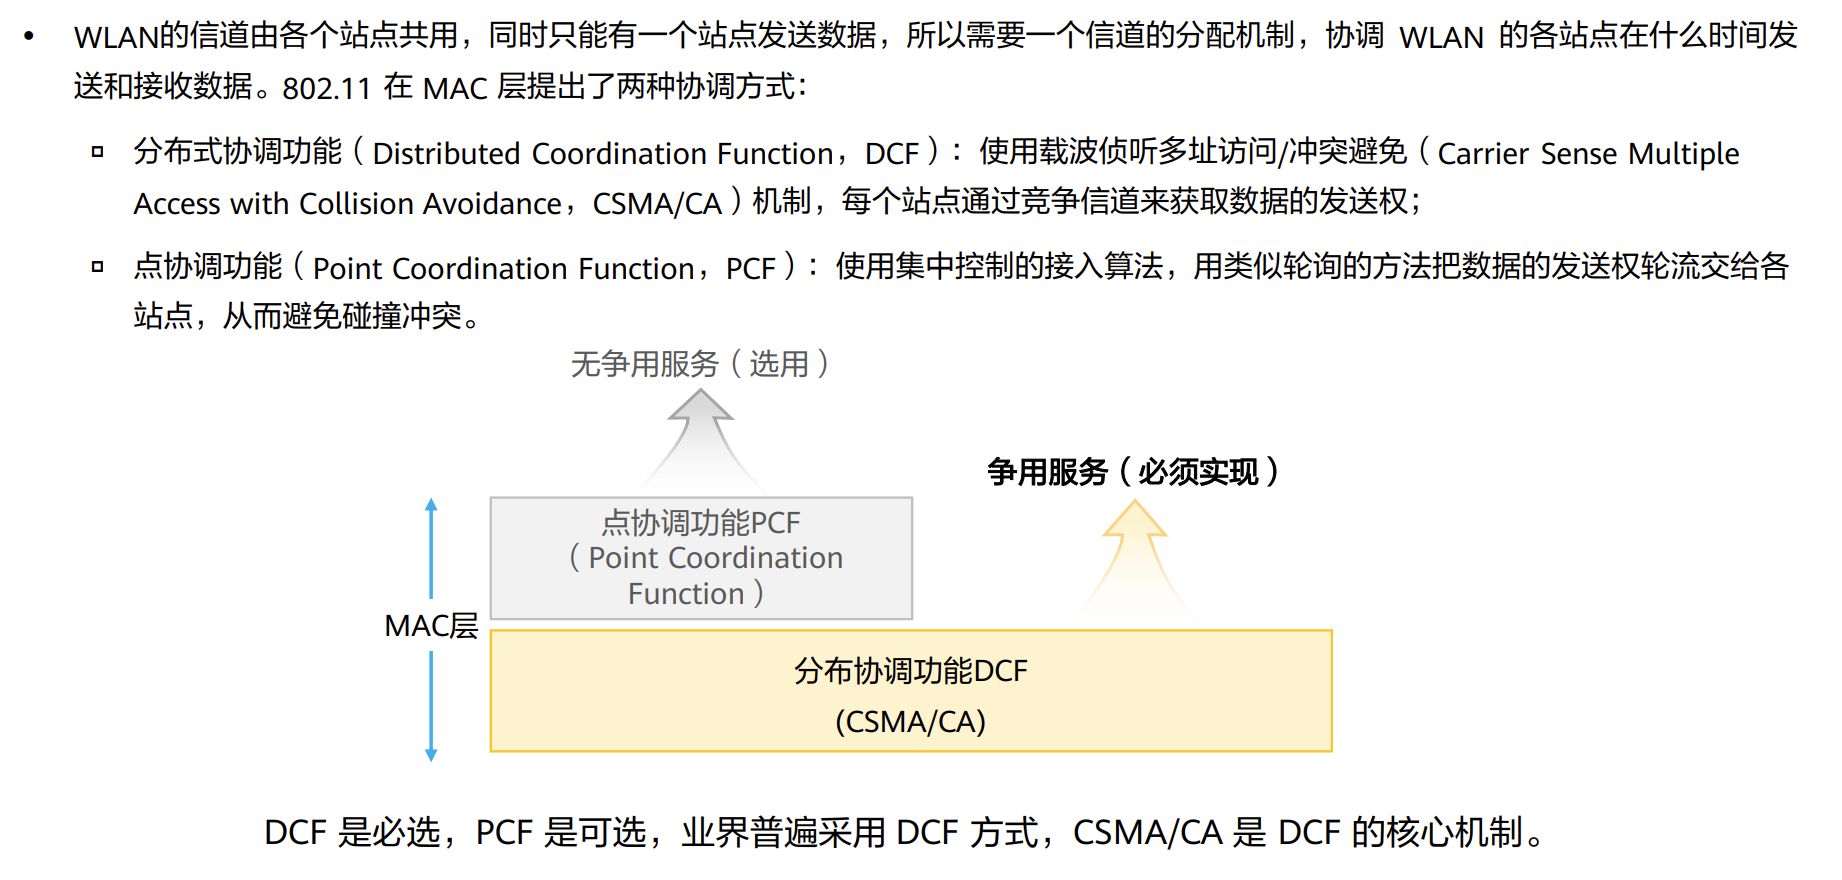 • WLAN的信道由各个站点共用，同时只能有一个站点发送数据，所以需要一个信道的分配机制，协调 WLAN 的各站点在什么时间发
送和接收数据。802.11 在 MAC 层提出了两种协调方式：
▫ 分布式协调功能（Distributed Coordination Function，DCF）：使用载波侦听多址访问/冲突避免（Carrier Sense Multiple
Access with Collision Avoidance，CSMA/CA）机制，每个站点通过竞争信道来获取数据的发送权；
▫ 点协调功能（Point Coordination Function，PCF）：使用集中控制的接入算法，用类似轮询的方法把数据的发送权轮流交给各
站点，从而避免碰撞冲突。
无争用服务（选用）
争用服务（必须实现）
点协调功能PCF
（Point Coordination
Function）
MAC层
分布协调功能DCF
(CSMA/CA)
DCF 是必选，PCF 是可选，业界普遍采用 DCF 方式，CSMA/CA 是 DCF 的核心机制。